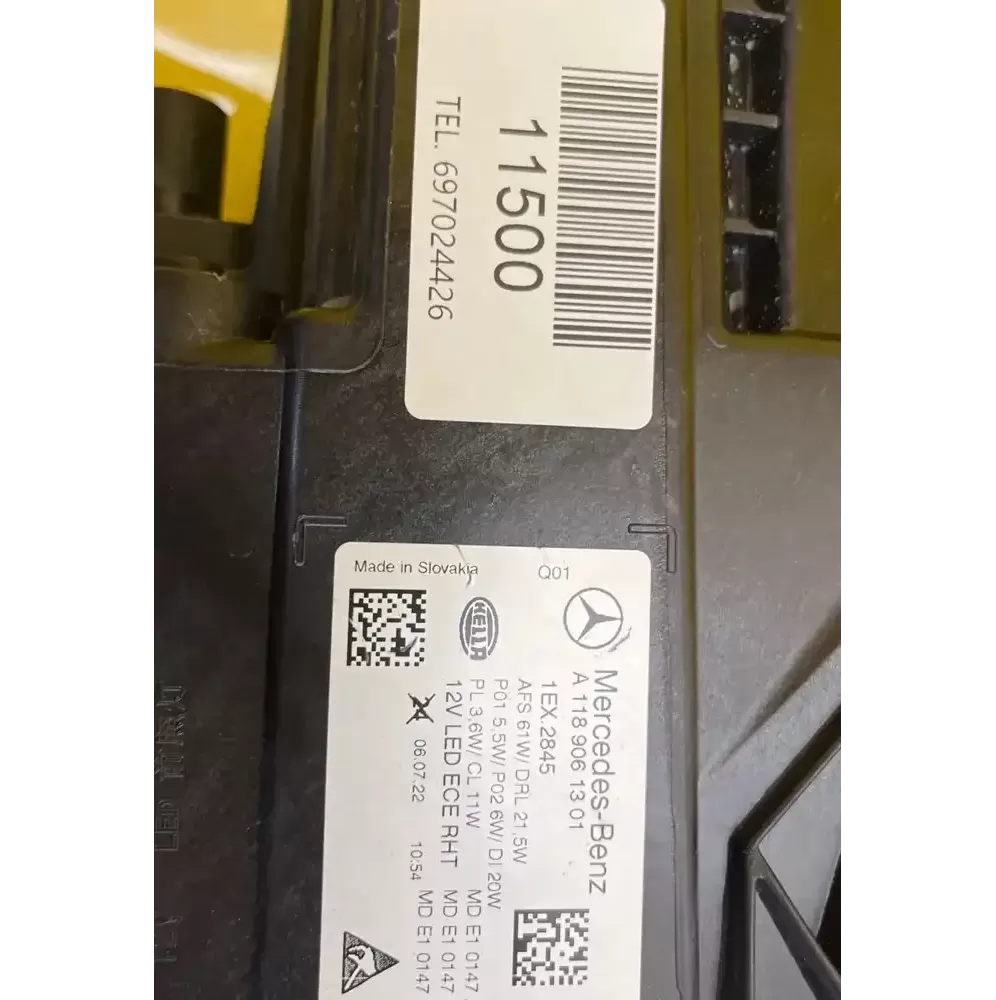 11500
TEL. 697024426
Made in Slovakia
Q01
HELLA
Mercedes-Benz
A 118 906 13 01
1EX.2845
AFS 61W/ DRL 21,5W
P01 5,5W/ P02 6W/ DI 20W
PL 3,6W/ CL 11W MD E1 0147
12V LED ECE RHT MD E1 0147
24 06.07.22 10:54 MD E1 0147